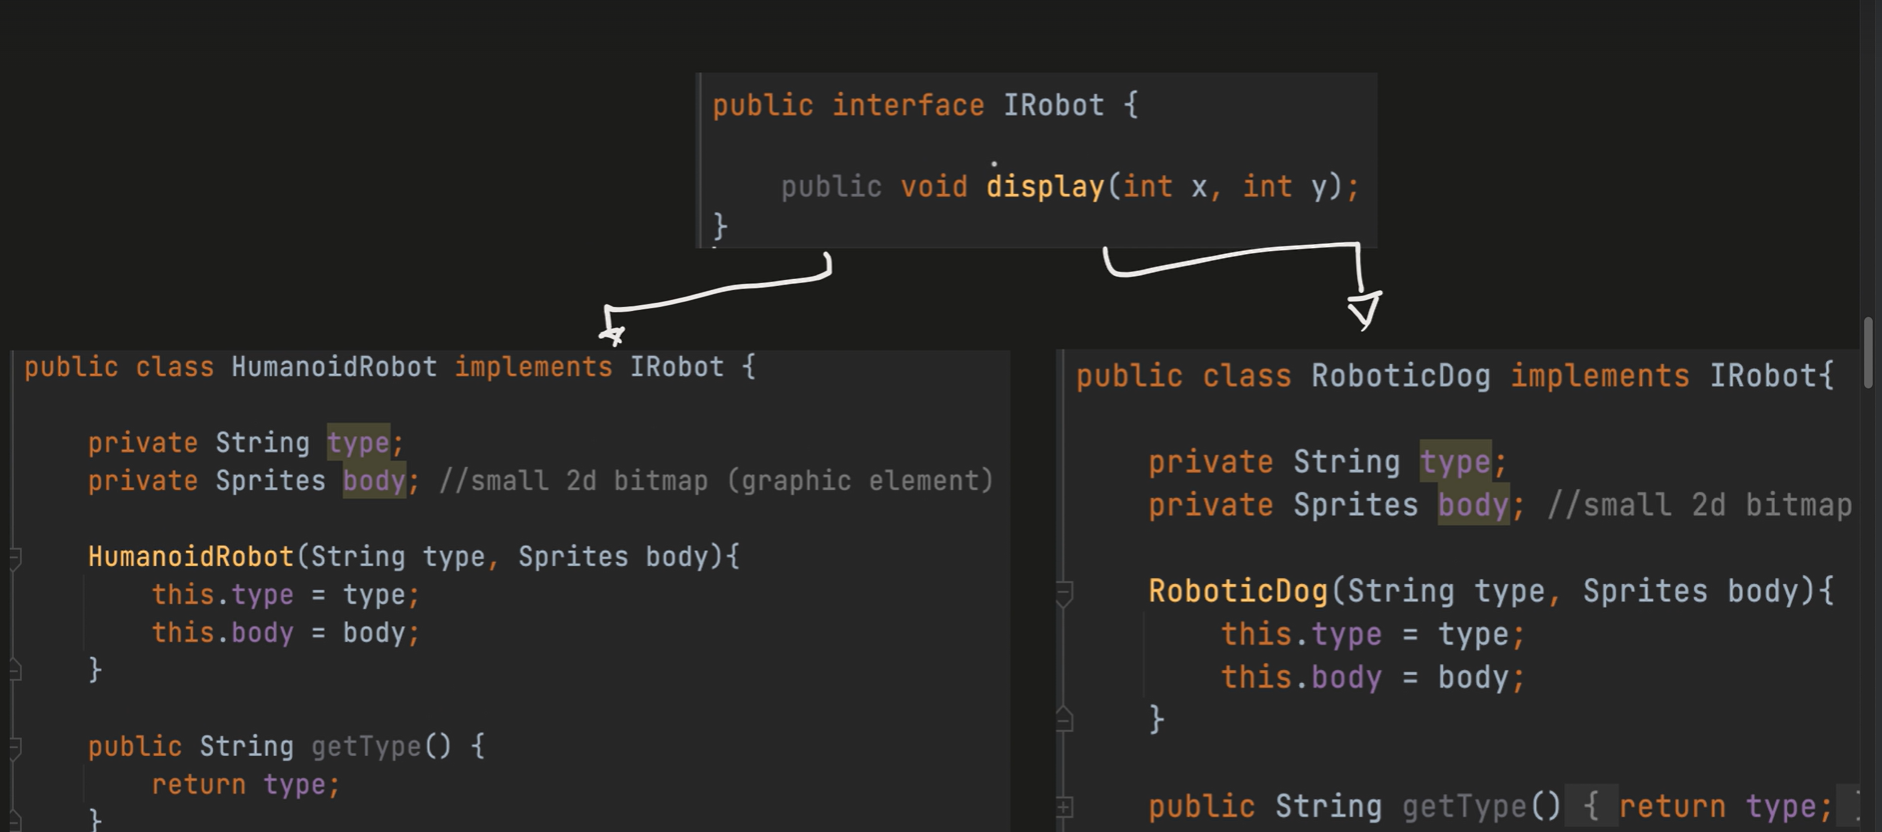 public interface IRobot {
public void display(int x, int y);
}
public class HumanoidRobot implements IRobot {
private String type;
private Sprites body; //small 2d bitmap (graphic element)
HumanoidRobot(String type, Sprites body){
this.type = type;
this.body = body;
}
public String getType() {
return type;
}
public class RoboticDog implements IRobot{
private String type;
private Sprites body; //small 2d bitmap
RoboticDog(String type, Sprites body){
this.type = type;
this.body = body;
}
public String getType() { return type; }